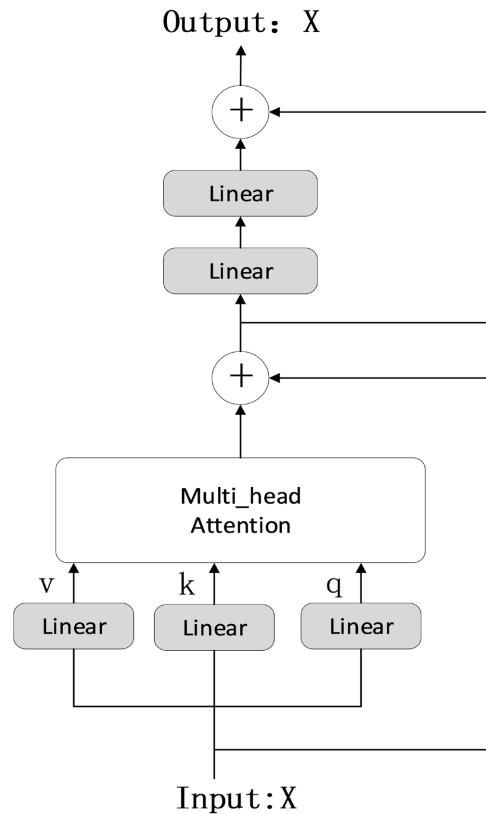 Output: X
+
Linear
Linear
+
Multi_head
Attention
v k q
Linear Linear Linear
Input:X